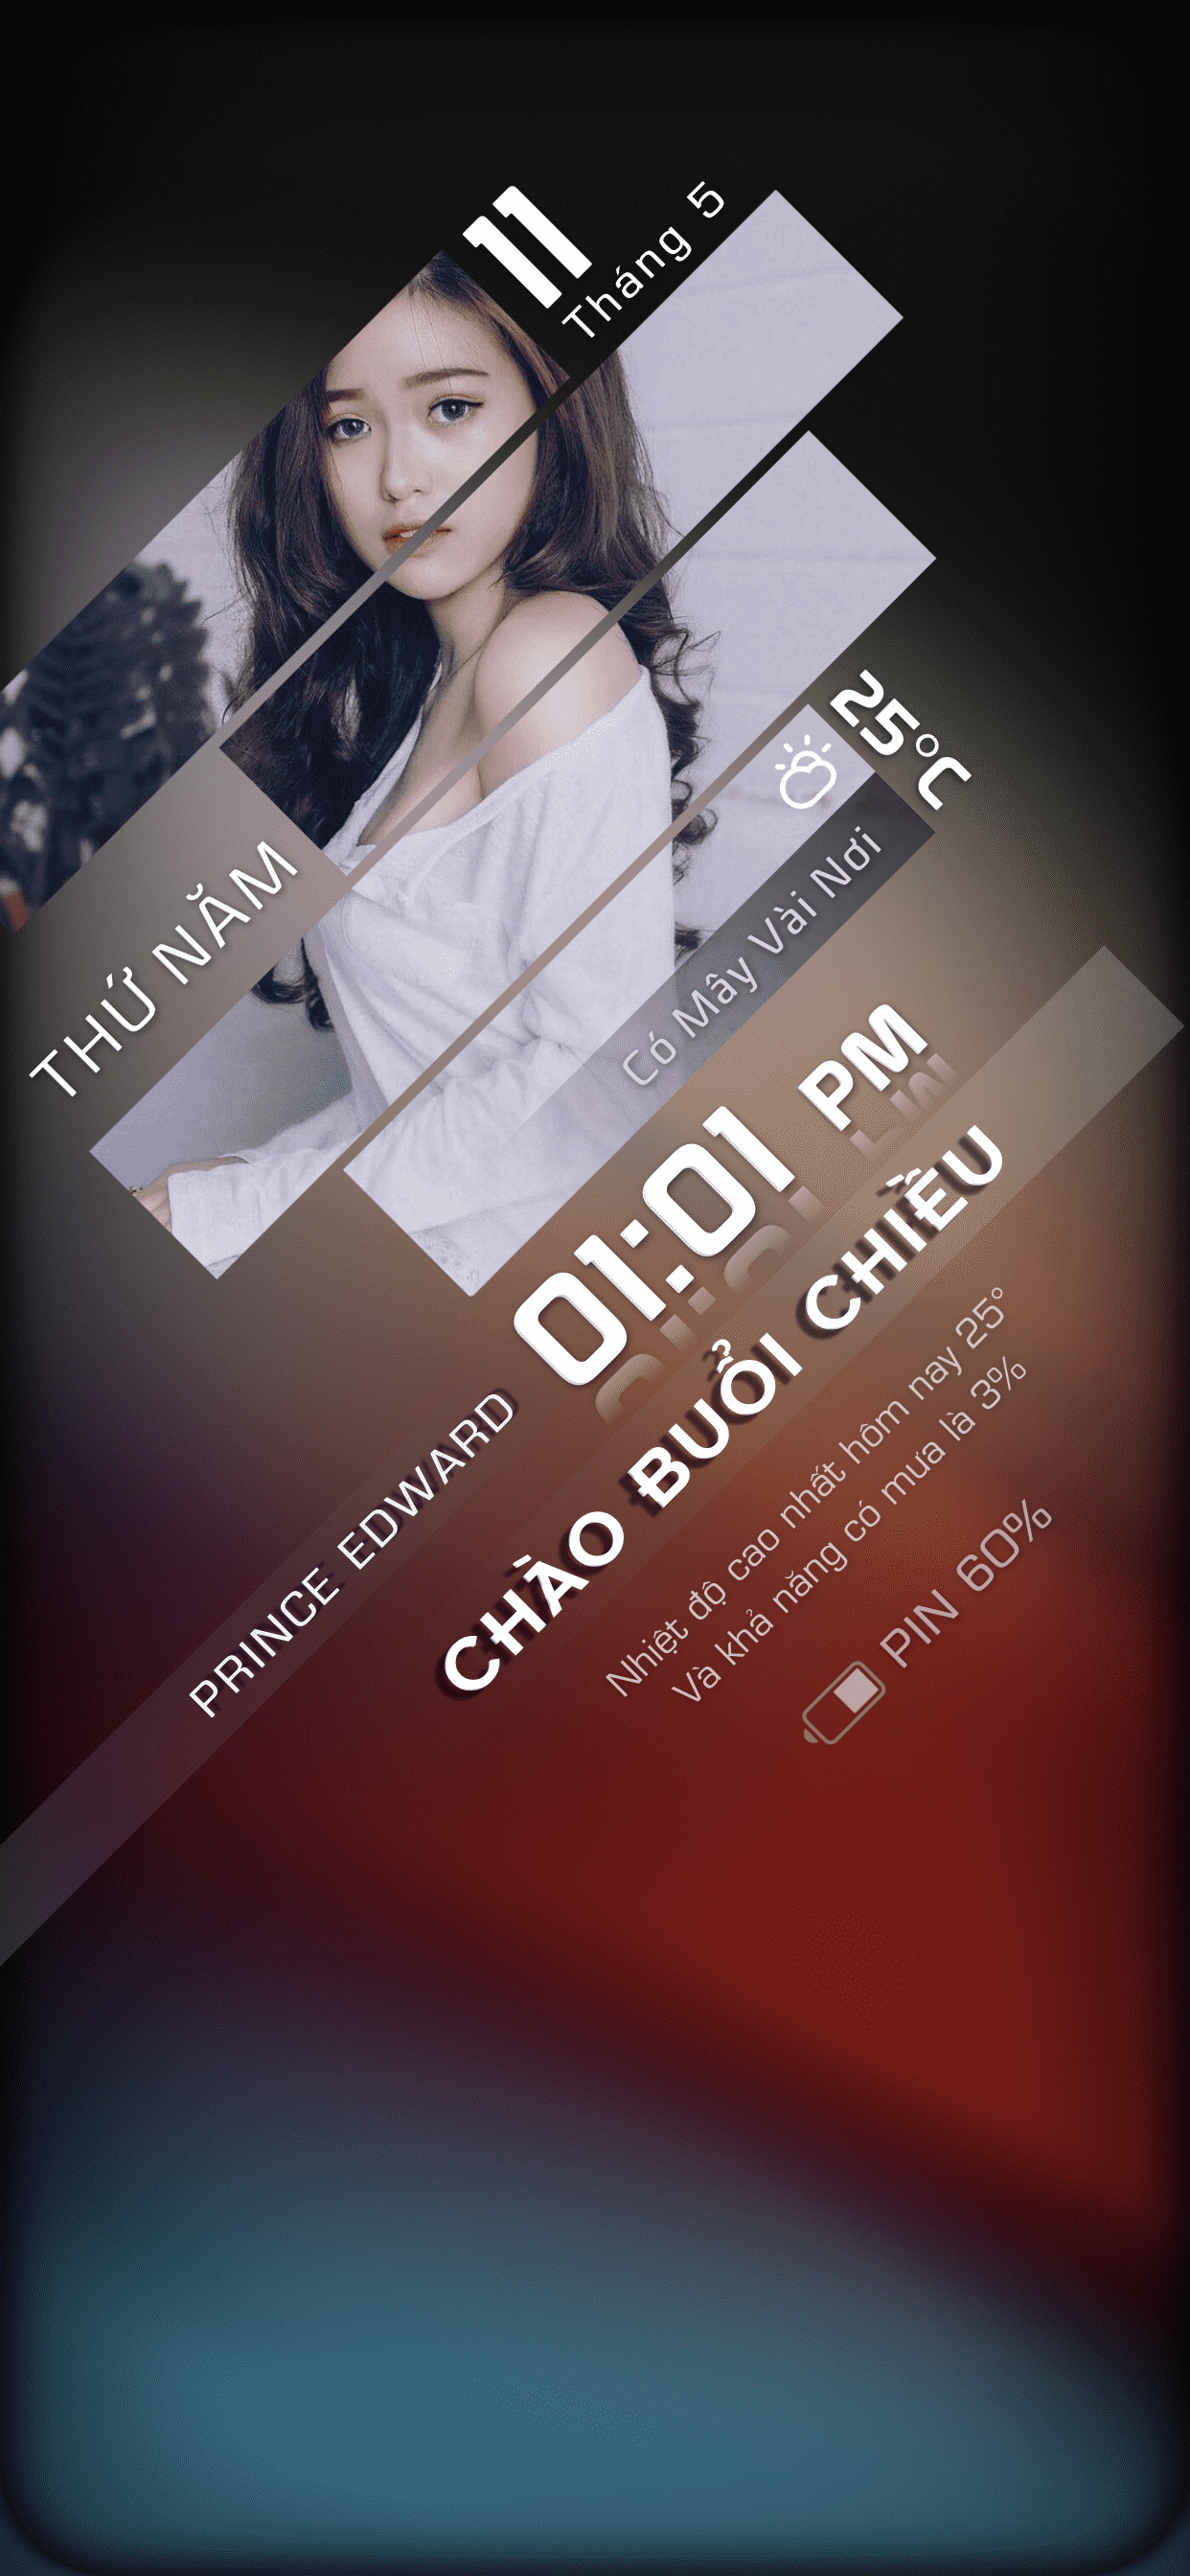 11
Tháng 5
THỨ NĂM
25°C
Có Mây Vài Nơi
01:01 PM
PRINCE EDWARD
CHÀO BUỔI CHIỀU
Nhiệt độ cao nhất hôm nay 25°
Và khả năng có mưa là 3%
PIN 60%